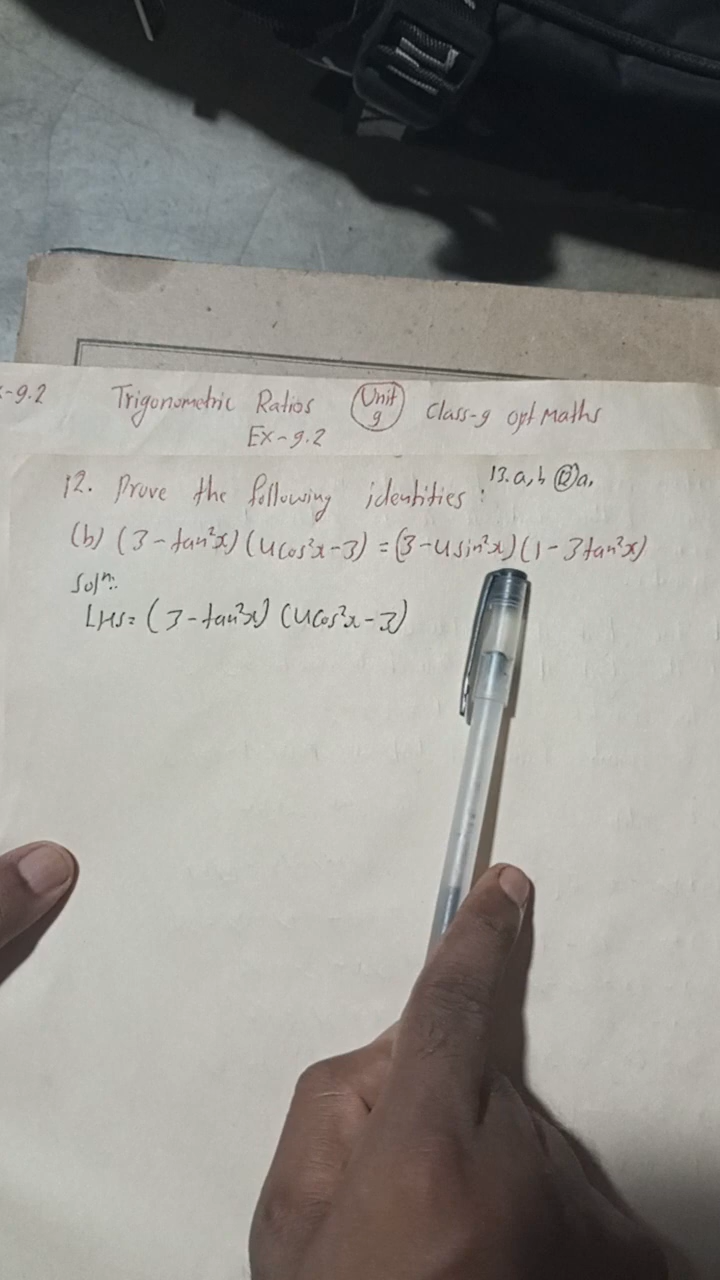 -9.2 Trigonometric Ratios Unit 9 Class-9 opt Maths
Ex-9.2
12. Prove the following identities : 13.a,b ⑫a,
(b) (3-tan²x)(4cos²x-3) = (3-4sin²x)(1-3tan²x)
Solⁿ:
LHS= (3-tan²x) (4cos²x-3)